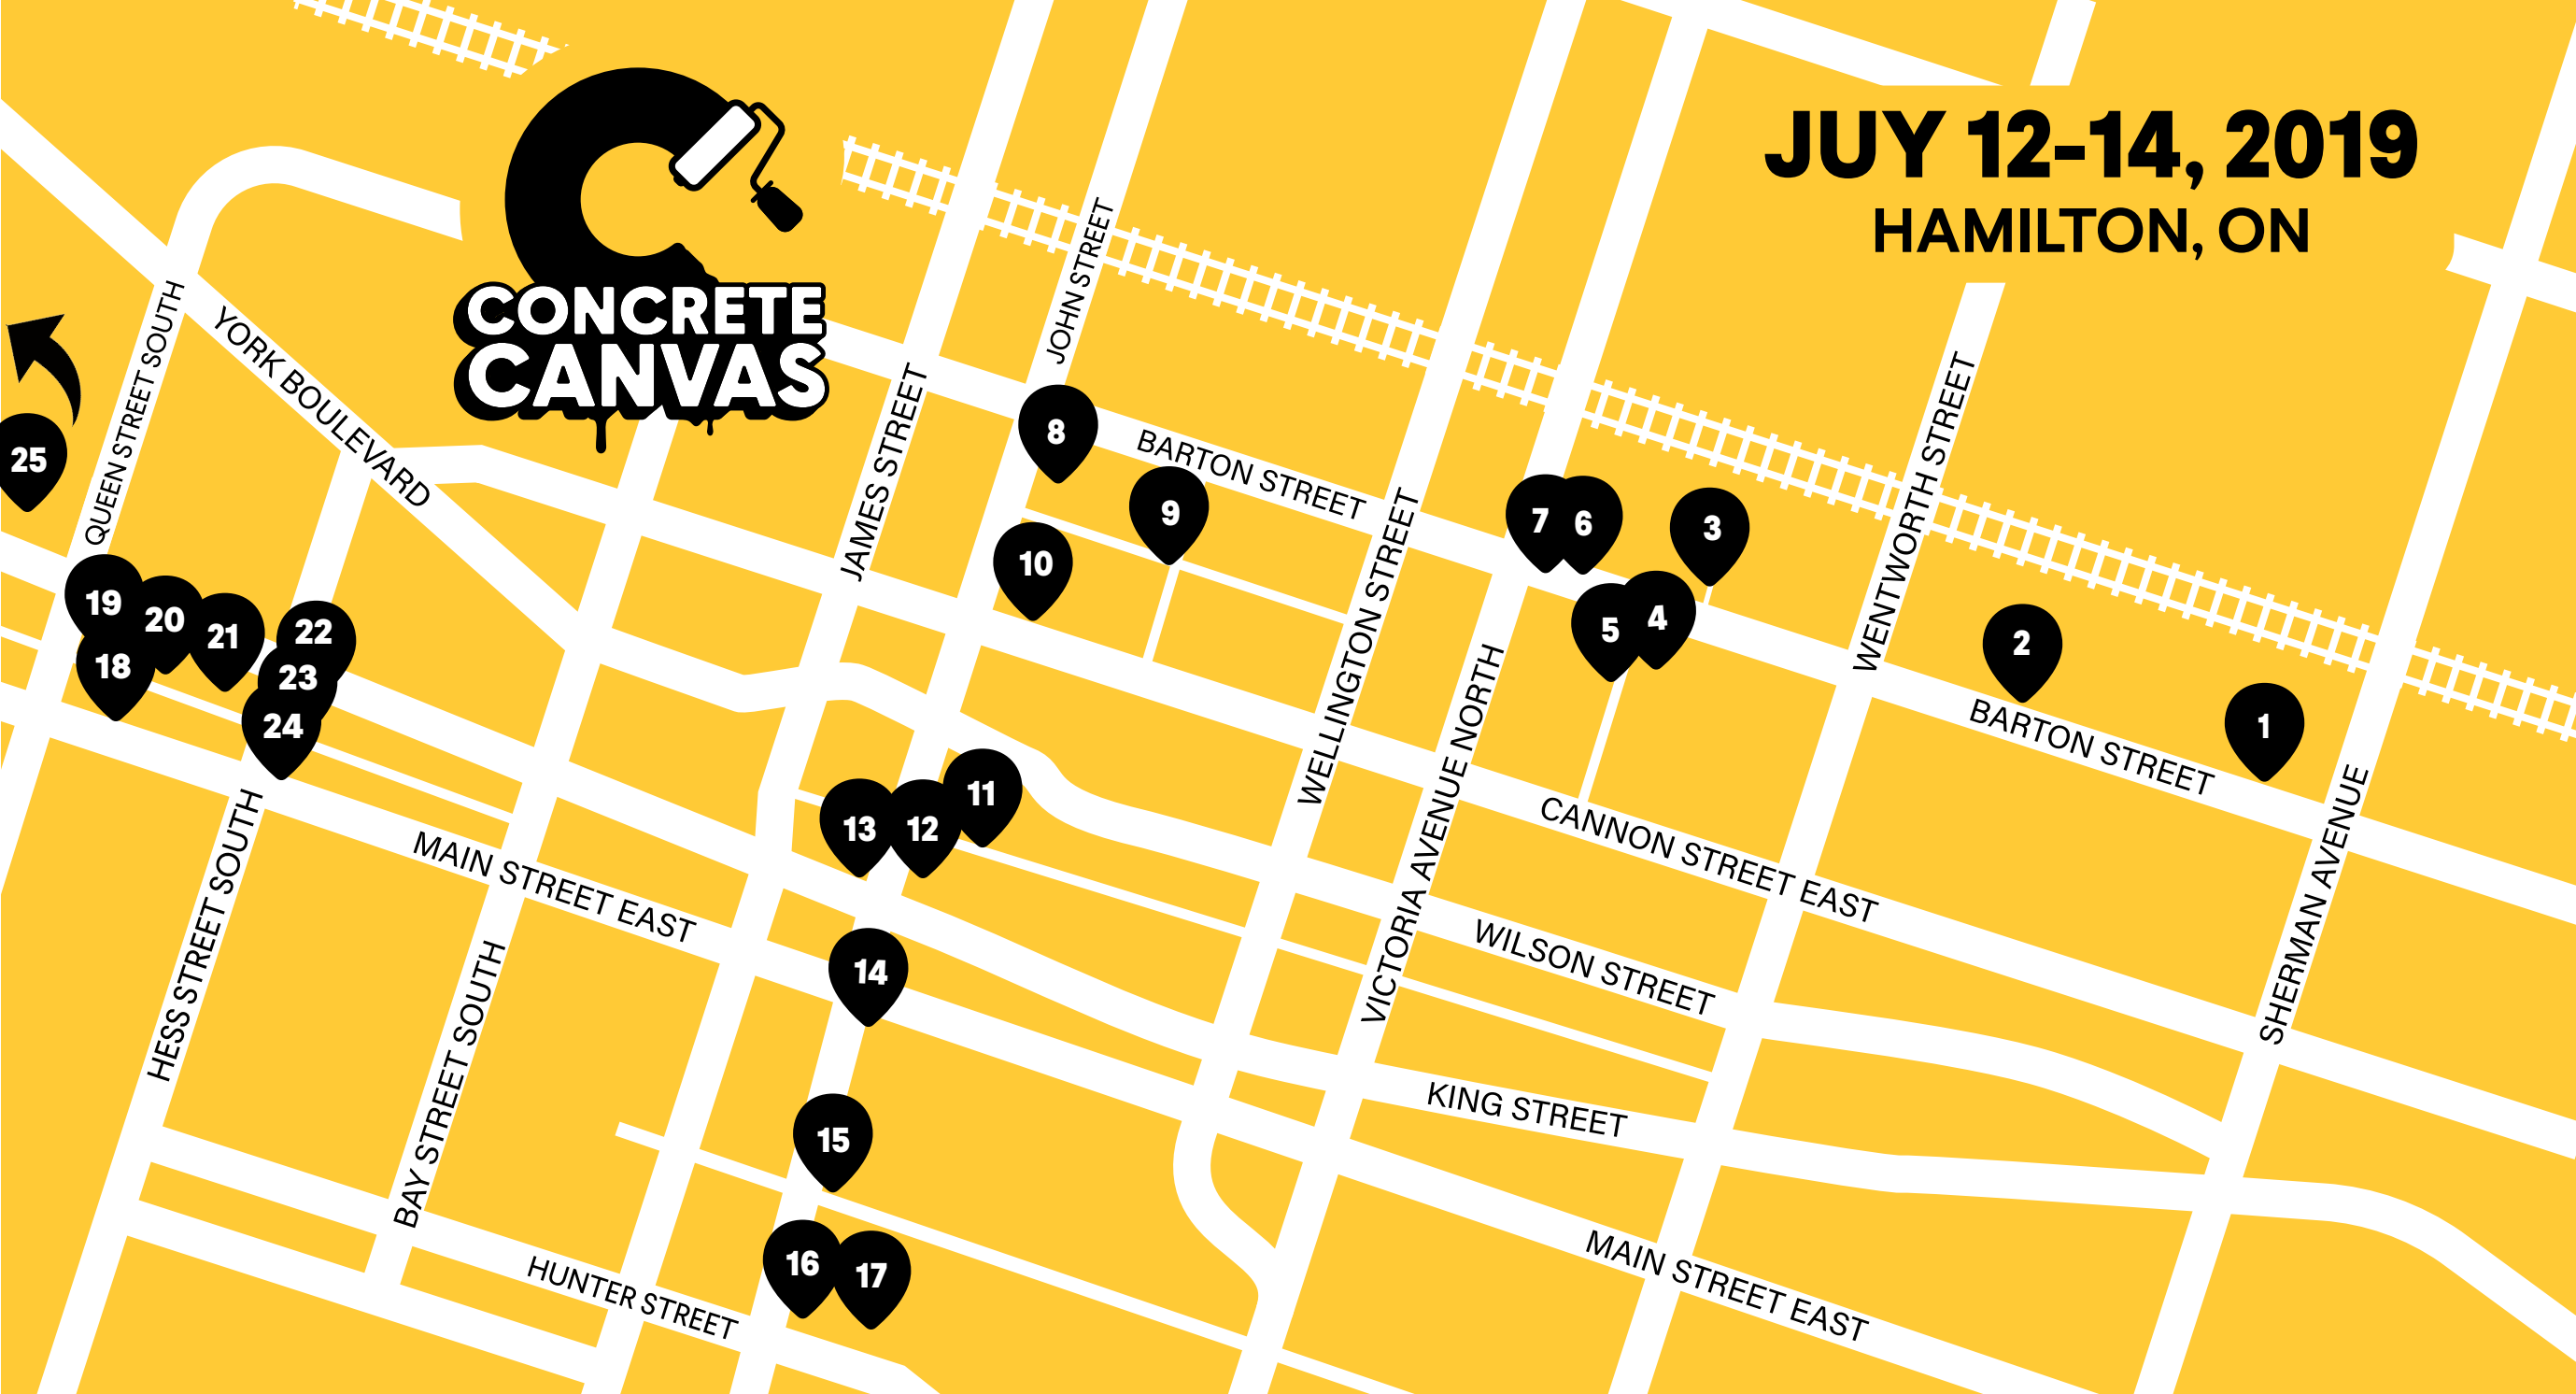 JUY 12-14, 2019
HAMILTON, ON
CONCRETE
CANVAS
JOHN STREET
QUEEN STREET SOUTH
YORK BOULEVARD
JAMES STREET
WENTWORTH STREET
25
8
BARTON STREET
9
10
WELLINGTON STREET
7
6
3
5
4
2
1
BARTON STREET
19
20
21
22
18
23
24
VICTORIA AVENUE NORTH
SHERMAN AVENUE
11
13
12
CANNON STREET EAST
HESS STREET SOUTH
MAIN STREET EAST
BAY STREET SOUTH
WILSON STREET
14
KING STREET
15
16
17
HUNTER STREET
MAIN STREET EAST